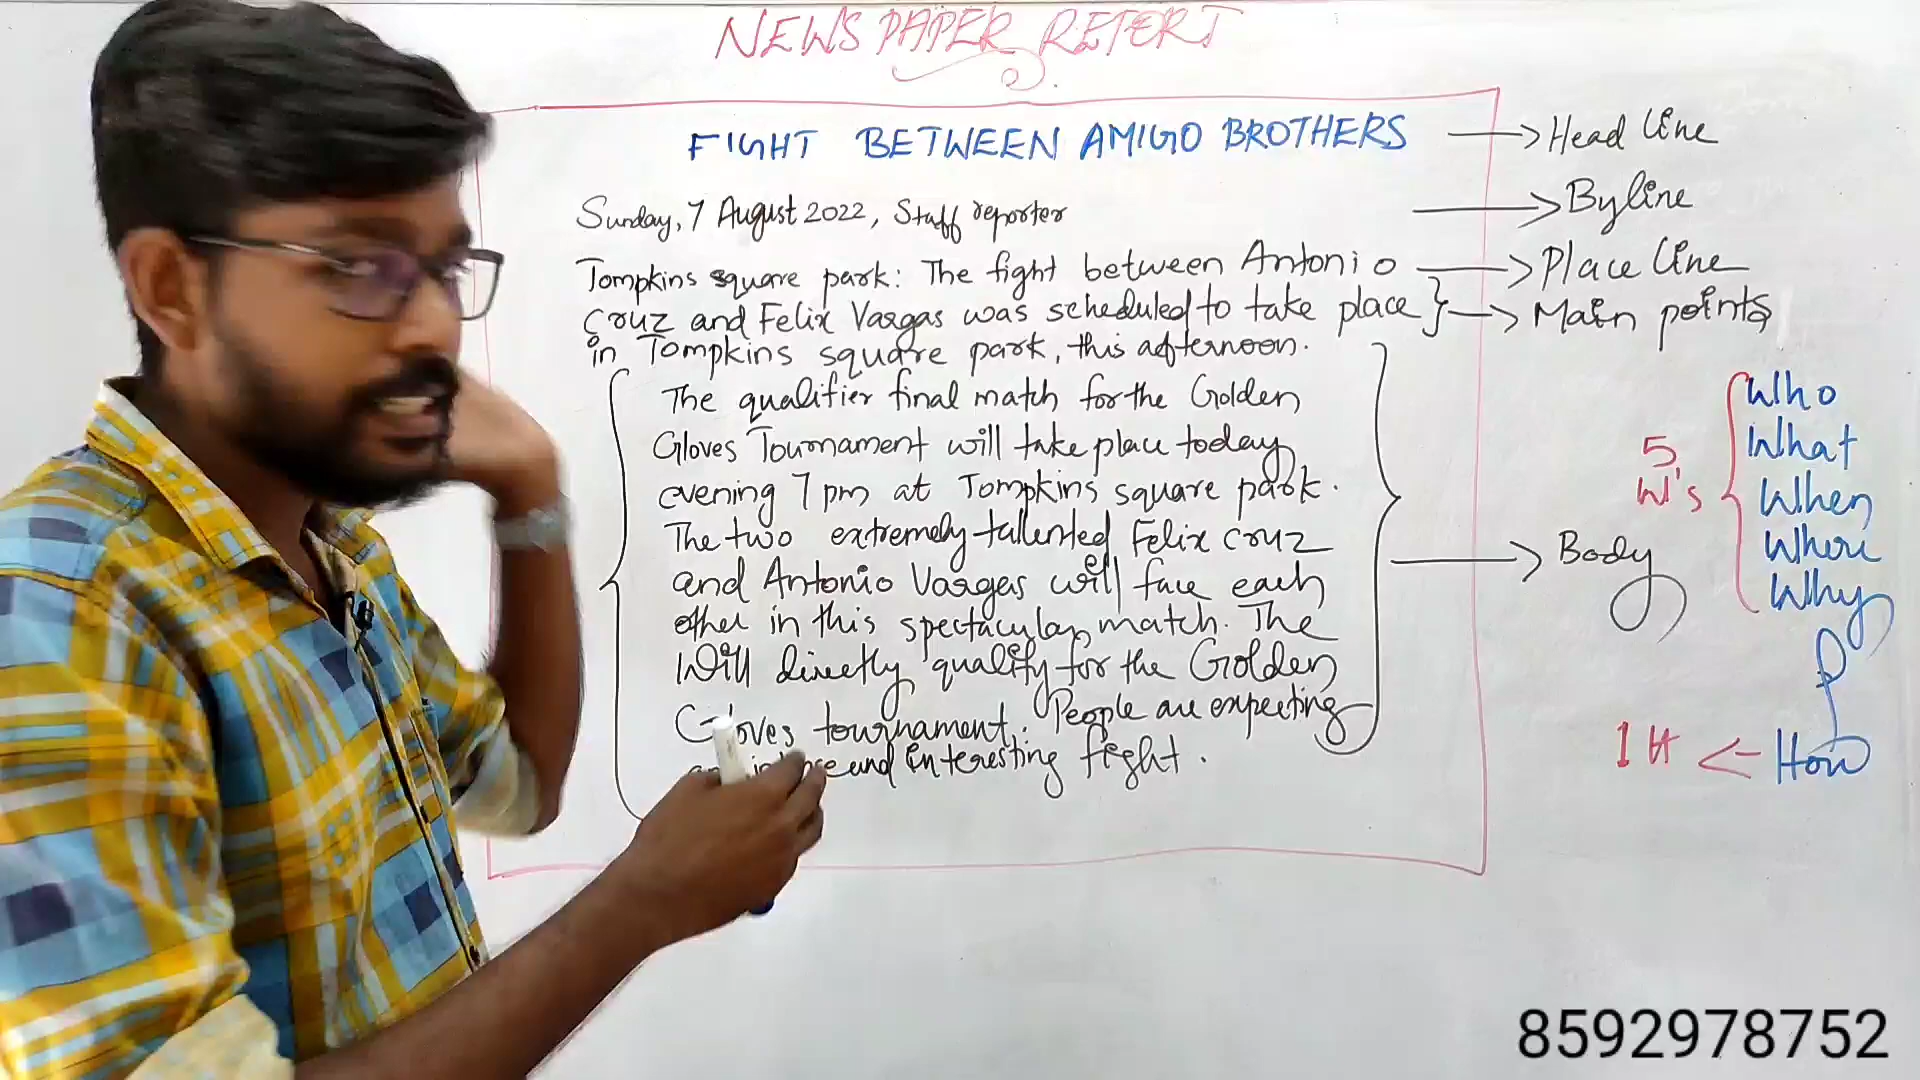 NEWS PAPER REPORT
FIGHT BETWEEN AMIGO BROTHERS
Head line
Sunday, 7 August 2022, Staff reporter
By line
Tompkins square park: The fight between Antonio
Place line
Cruz and Felix Vargas was scheduled to take place
Main points
in Tompkins square park, this afternoon.
The qualifier final match for the Golden
Gloves Tournament will take place today
evening 7 pm at Tompkins square park.
The two extremely tallented Felix cruz
and Antonio Vargas will face each
other in this spectacular match. The
Will directly qualify for the Golden
Gloves tournament. People are expecting
and interesting fight.
Body
5 W's
Who
What
When
Where
Why
1 H <- How
8592978752